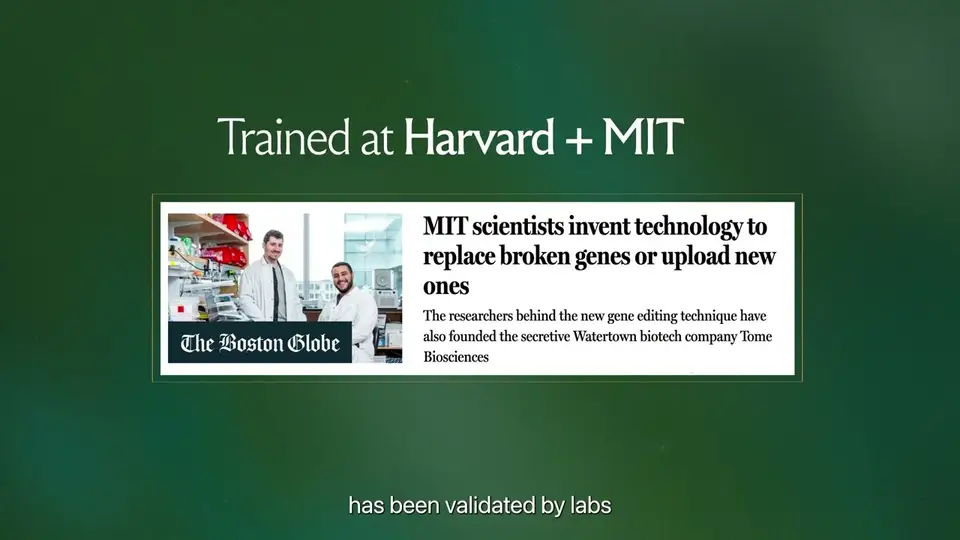 Trained at Harvard + MIT
MIT scientists invent technology to
replace broken genes or upload new
ones
The researchers behind the new gene editing technique have
also founded the secretive Watertown biotech company Tome
Biosciences
The Boston Globe
has been validated by labs